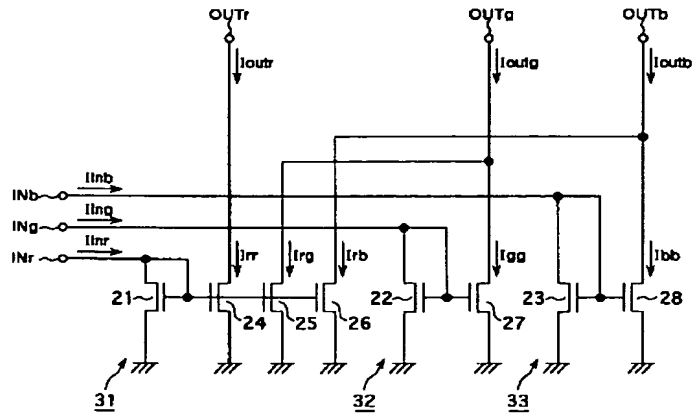 OUTr OUTg OUTb
Ioutr Ioutg Ioutb
Iinb
INb
Iing
INg
Iinr
INr
Irr Irg Irb Igg Ibb
21 24 25 26 22 27 23 28
31 32 33